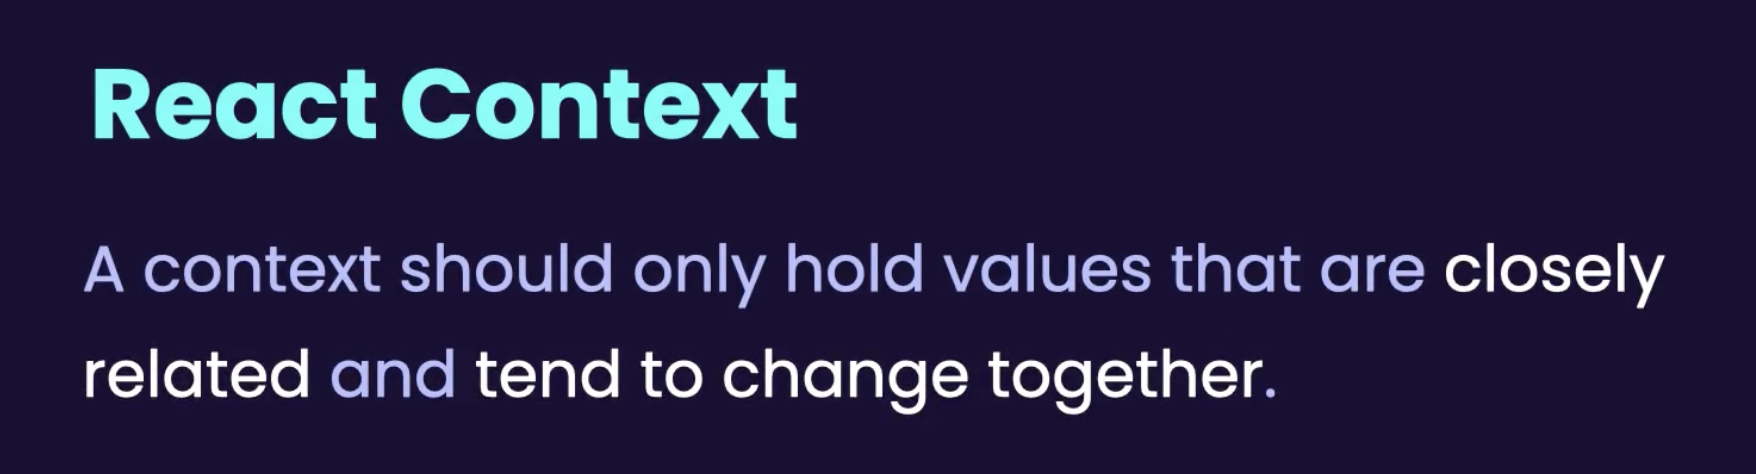 React Context
A context should only hold values that are closely
related and tend to change together.